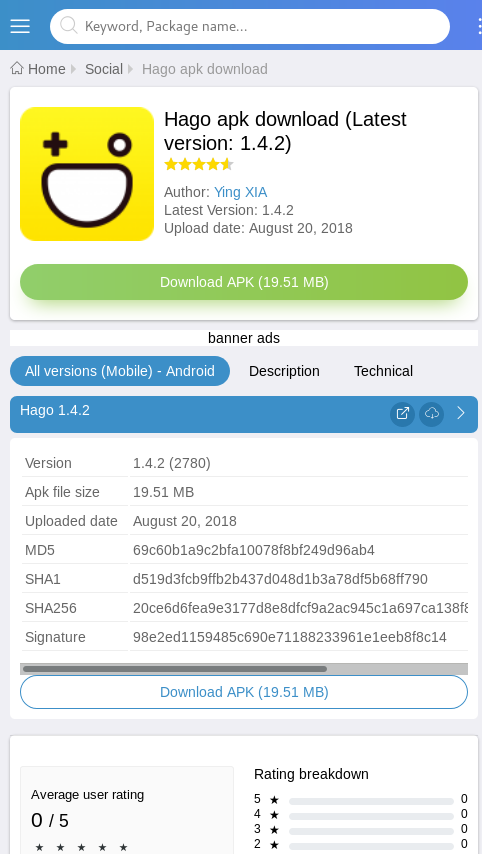 Keyword, Package name...
Home Social Hago apk download
Hago apk download (Latest
version: 1.4.2)
Author: Ying XIA
Latest Version: 1.4.2
Upload date: August 20, 2018
Download APK (19.51 MB)
banner ads
All versions (Mobile) - Android Description Technical
Hago 1.4.2
Version 1.4.2 (2780)
Apk file size 19.51 MB
Uploaded date August 20, 2018
MD5 69c60b1a9c2bfa10078f8bf249d96ab4
SHA1 d519d3fcb9ffb2b437d048d1b3a78df5b68ff790
SHA256 20ce6d6fea9e3177d8e8dfcf9a2ac945c1a697ca138f8
Signature 98e2ed1159485c690e71188233961e1eeb8f8c14
Download APK (19.51 MB)
Average user rating
0 / 5
Rating breakdown
5 ★ 0
4 ★ 0
3 ★ 0
2 ★ 0